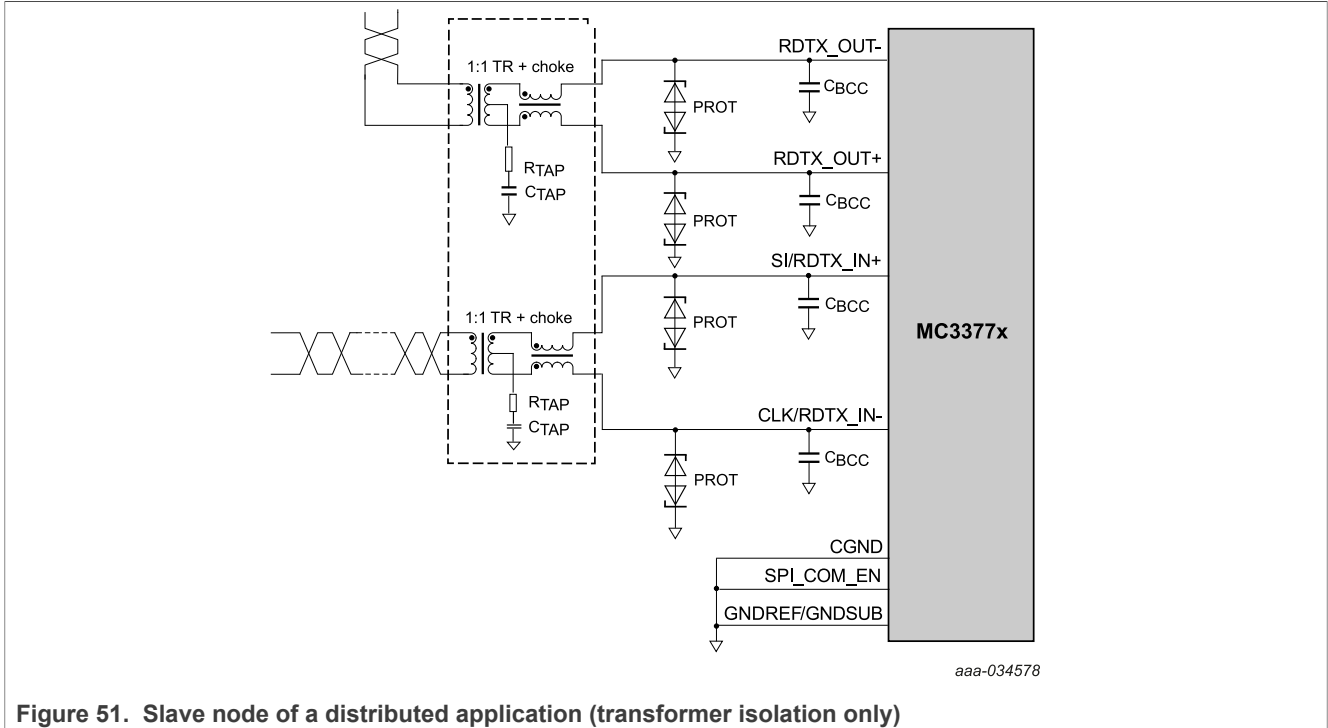 RDTX_OUT-
1:1 TR + choke
PROT
CBCC
RTAP
CTAP
RDTX_OUT+
PROT
CBCC
SI/RDTX_IN+
1:1 TR + choke
PROT
CBCC
MC3377x
RTAP
CTAP
CLK/RDTX_IN-
PROT
CBCC
CGND
SPI_COM_EN
GNDREF/GNDSUB
aaa-034578
Figure 51. Slave node of a distributed application (transformer isolation only)